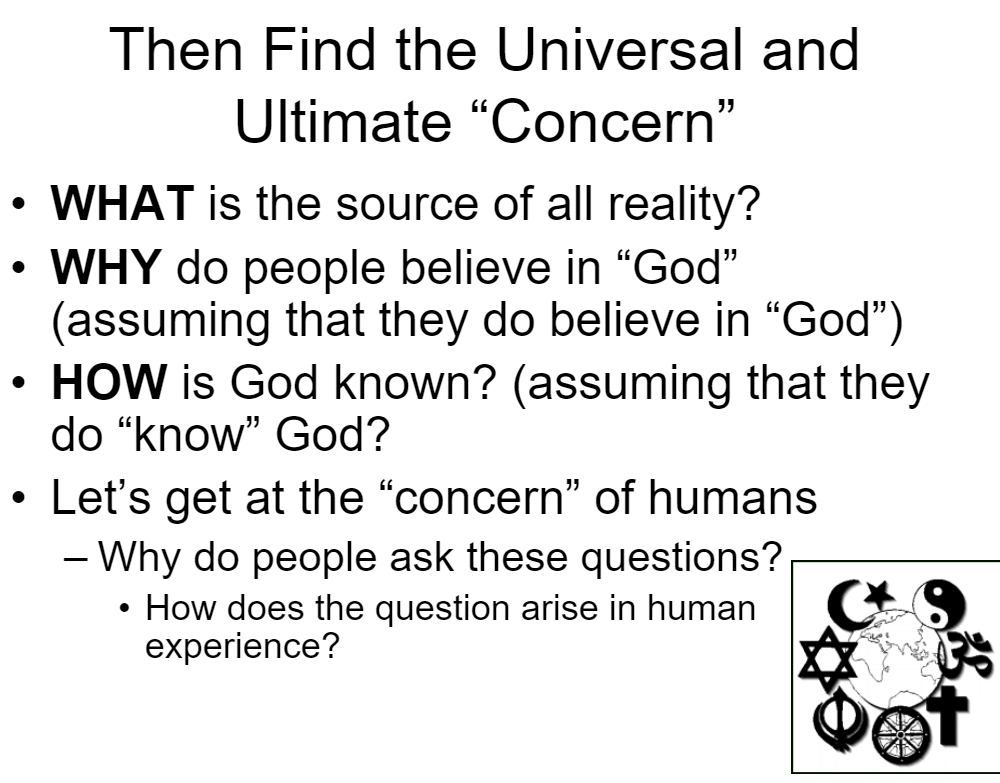 Then Find the Universal and
Ultimate “Concern”
• WHAT is the source of all reality?
• WHY do people believe in “God”
(assuming that they do believe in “God”)
• HOW is God known? (assuming that they
do “know” God?
• Let’s get at the “concern” of humans
– Why do people ask these questions?
• How does the question arise in human
experience?
ॐ